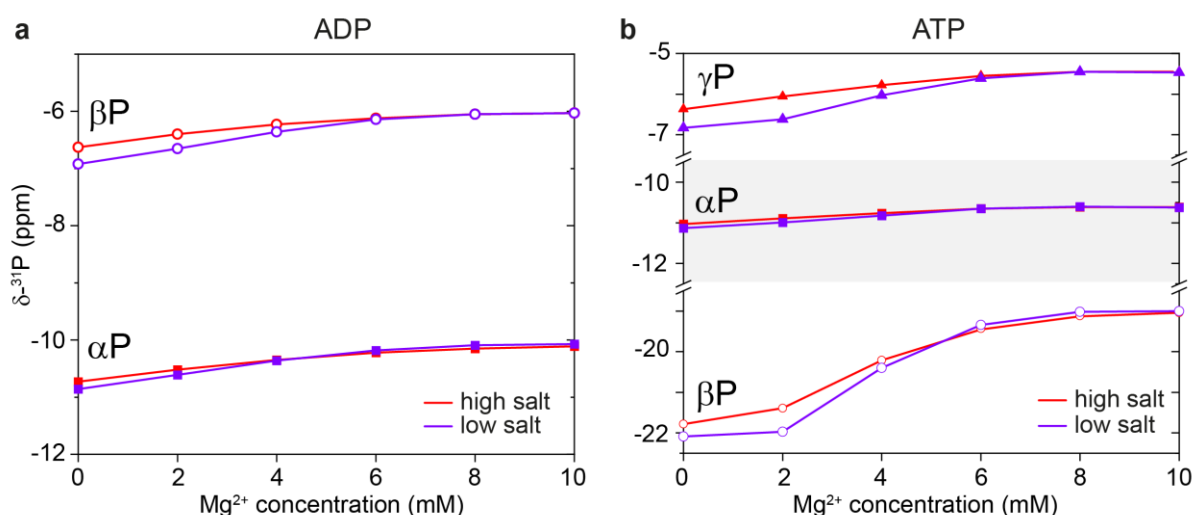 a
ADP
βP
αP
δ-³¹P (ppm)
-6
-8
-10
-12
high salt
low salt
0 2 4 6 8 10
Mg²⁺ concentration (mM)
b
ATP
γP
αP
βP
-5
-7
-10
-12
-20
-22
high salt
low salt
0 2 4 6 8 10
Mg²⁺ concentration (mM)